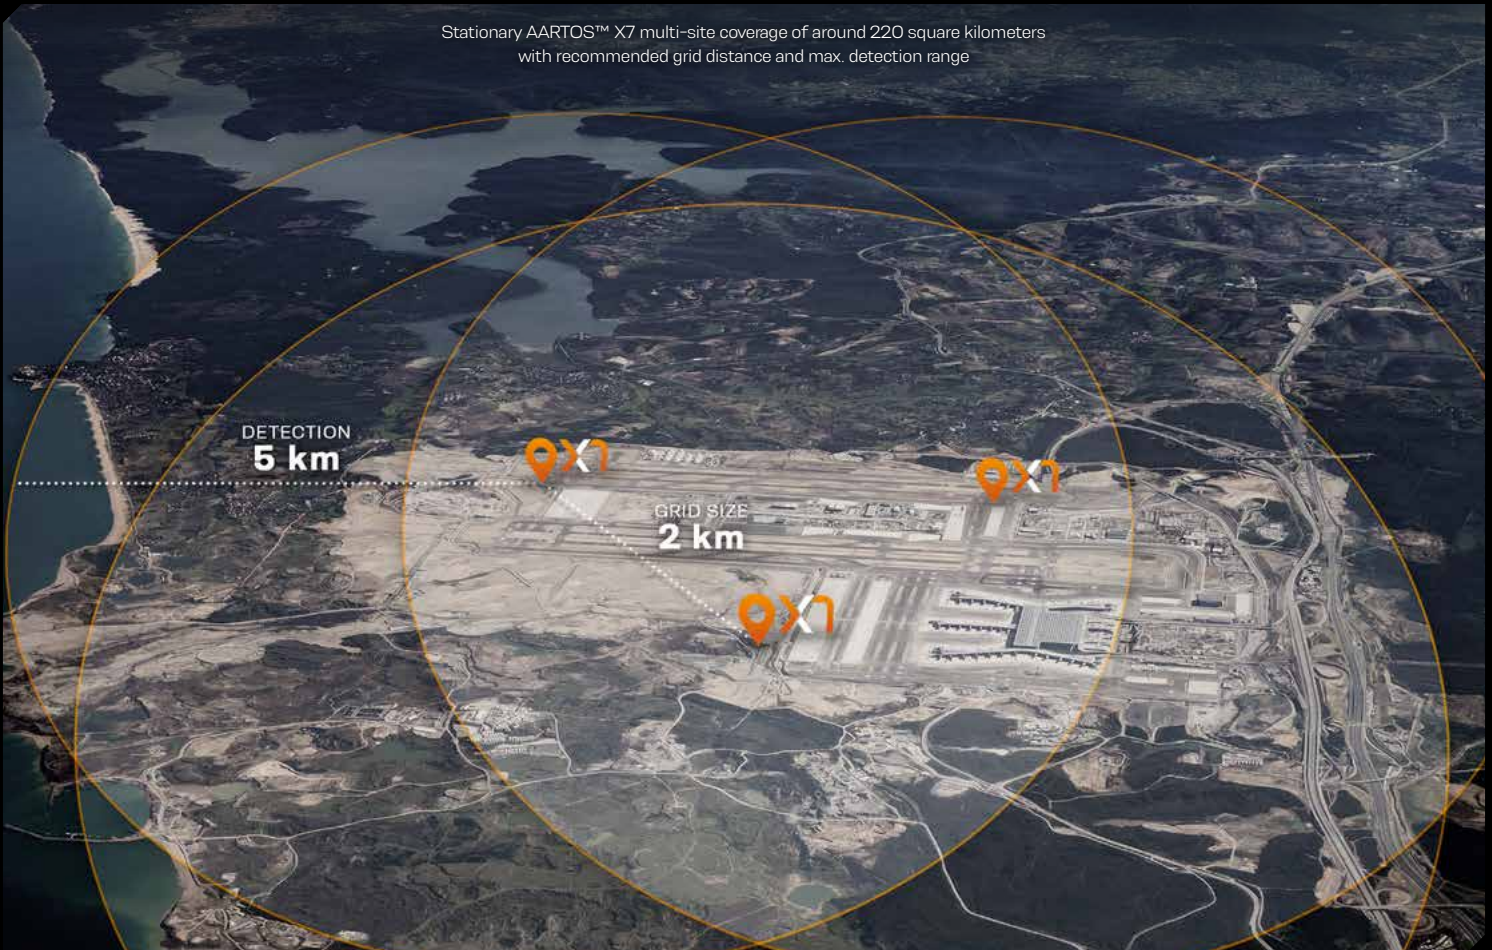 Stationary AARTOS™ X7 multi-site coverage of around 220 square kilometers
with recommended grid distance and max. detection range
DETECTION
5 km
X7
X7
GRID SIZE
2 km
X7